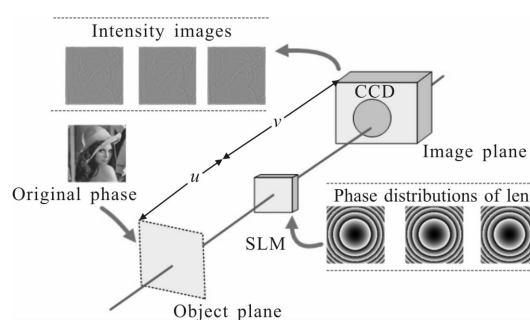 Intensity images
CCD
v
Image plane
u
Original phase
Phase distributions of len
SLM
Object plane